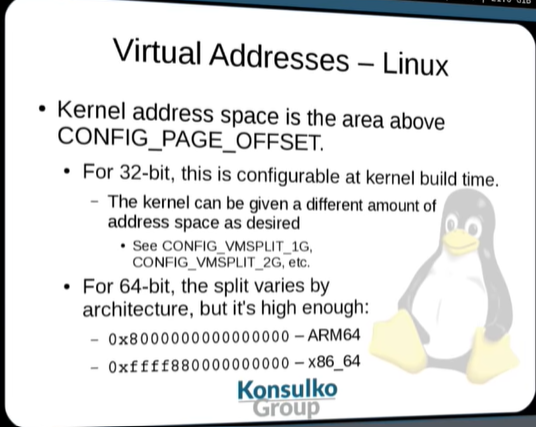 Virtual Addresses – Linux
• Kernel address space is the area above
CONFIG_PAGE_OFFSET.
• For 32-bit, this is configurable at kernel build time.
– The kernel can be given a different amount of
address space as desired
• See CONFIG_VMSPLIT_1G,
CONFIG_VMSPLIT_2G, etc.
• For 64-bit, the split varies by
architecture, but it's high enough:
– 0x8000000000000000 – ARM64
– 0xffff880000000000 – x86_64
Konsulko
Group